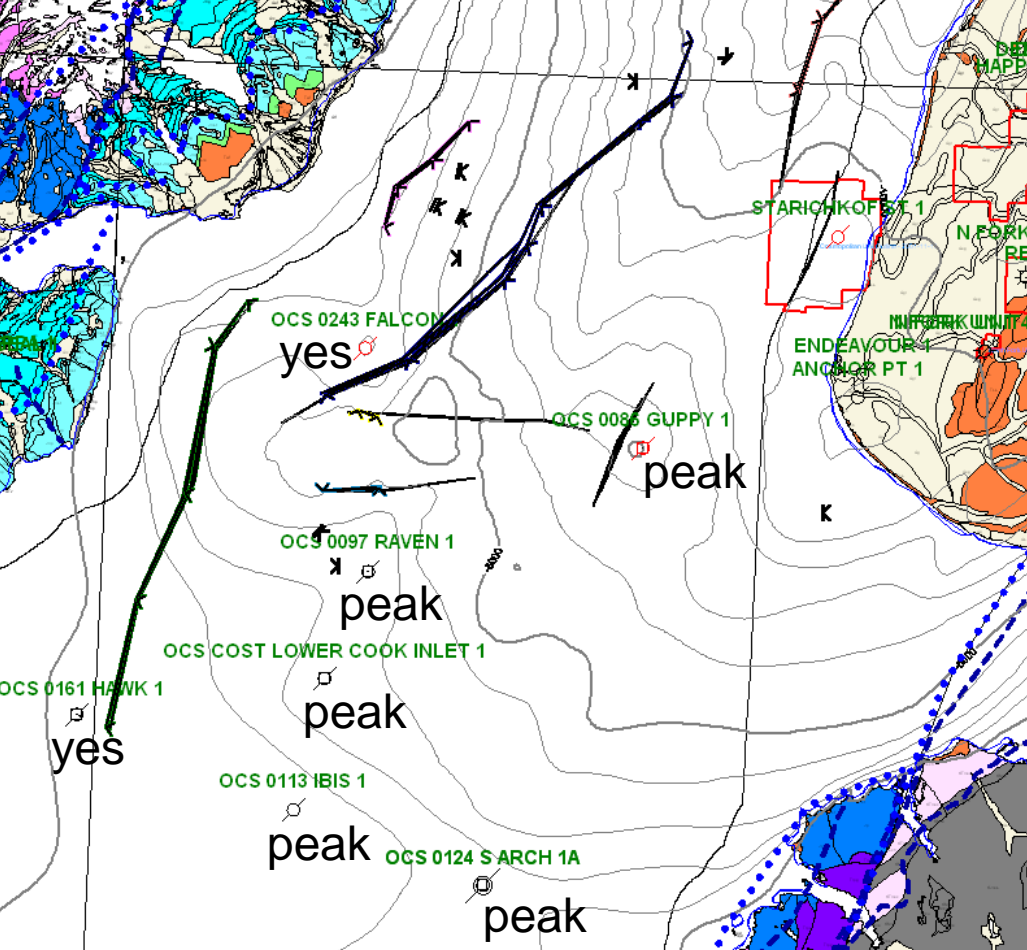 STARICHKOF ST 1
N FORK
OCS 0243 FALCON
yes
ENDEAVOUR 1
ANCHOR PT 1
OCS 0086 GUPPY 1
peak
K
K
K
K
K
K
OCS 0097 RAVEN 1
-8000
peak
OCS COST LOWER COOK INLET 1
peak
OCS 0161 HAWK 1
yes
OCS 0113 IBIS 1
peak
OCS 0124 S ARCH 1A
peak